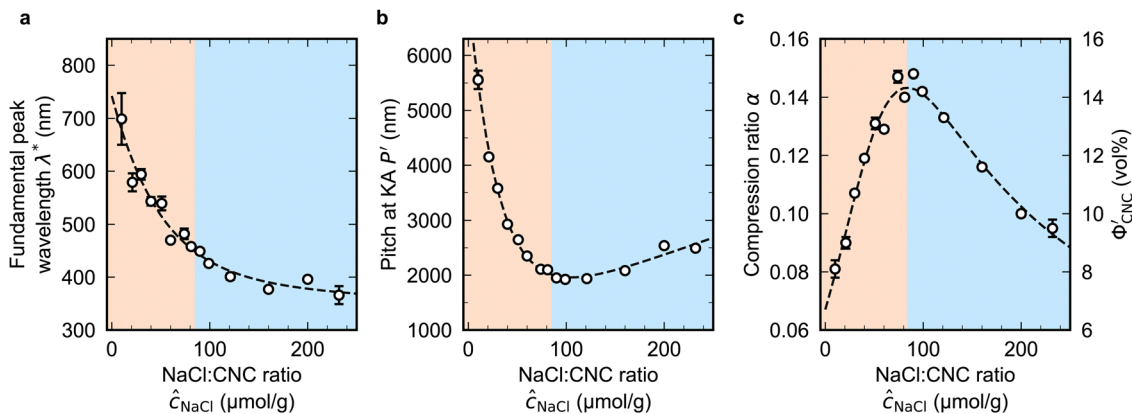 a
Fundamental peak
wavelength λ* (nm)
800
700
600
500
400
300
0
100
200
NaCl:CNC ratio
ĉNaCl (μmol/g)
b
Pitch at KA P′ (nm)
6000
5000
4000
3000
2000
1000
0
100
200
NaCl:CNC ratio
ĉNaCl (μmol/g)
c
Compression ratio α
0.16
0.14
0.12
0.10
0.08
0.06
0
100
200
NaCl:CNC ratio
ĉNaCl (μmol/g)
16
14
12
10
8
6
Φ′CNC (vol%)